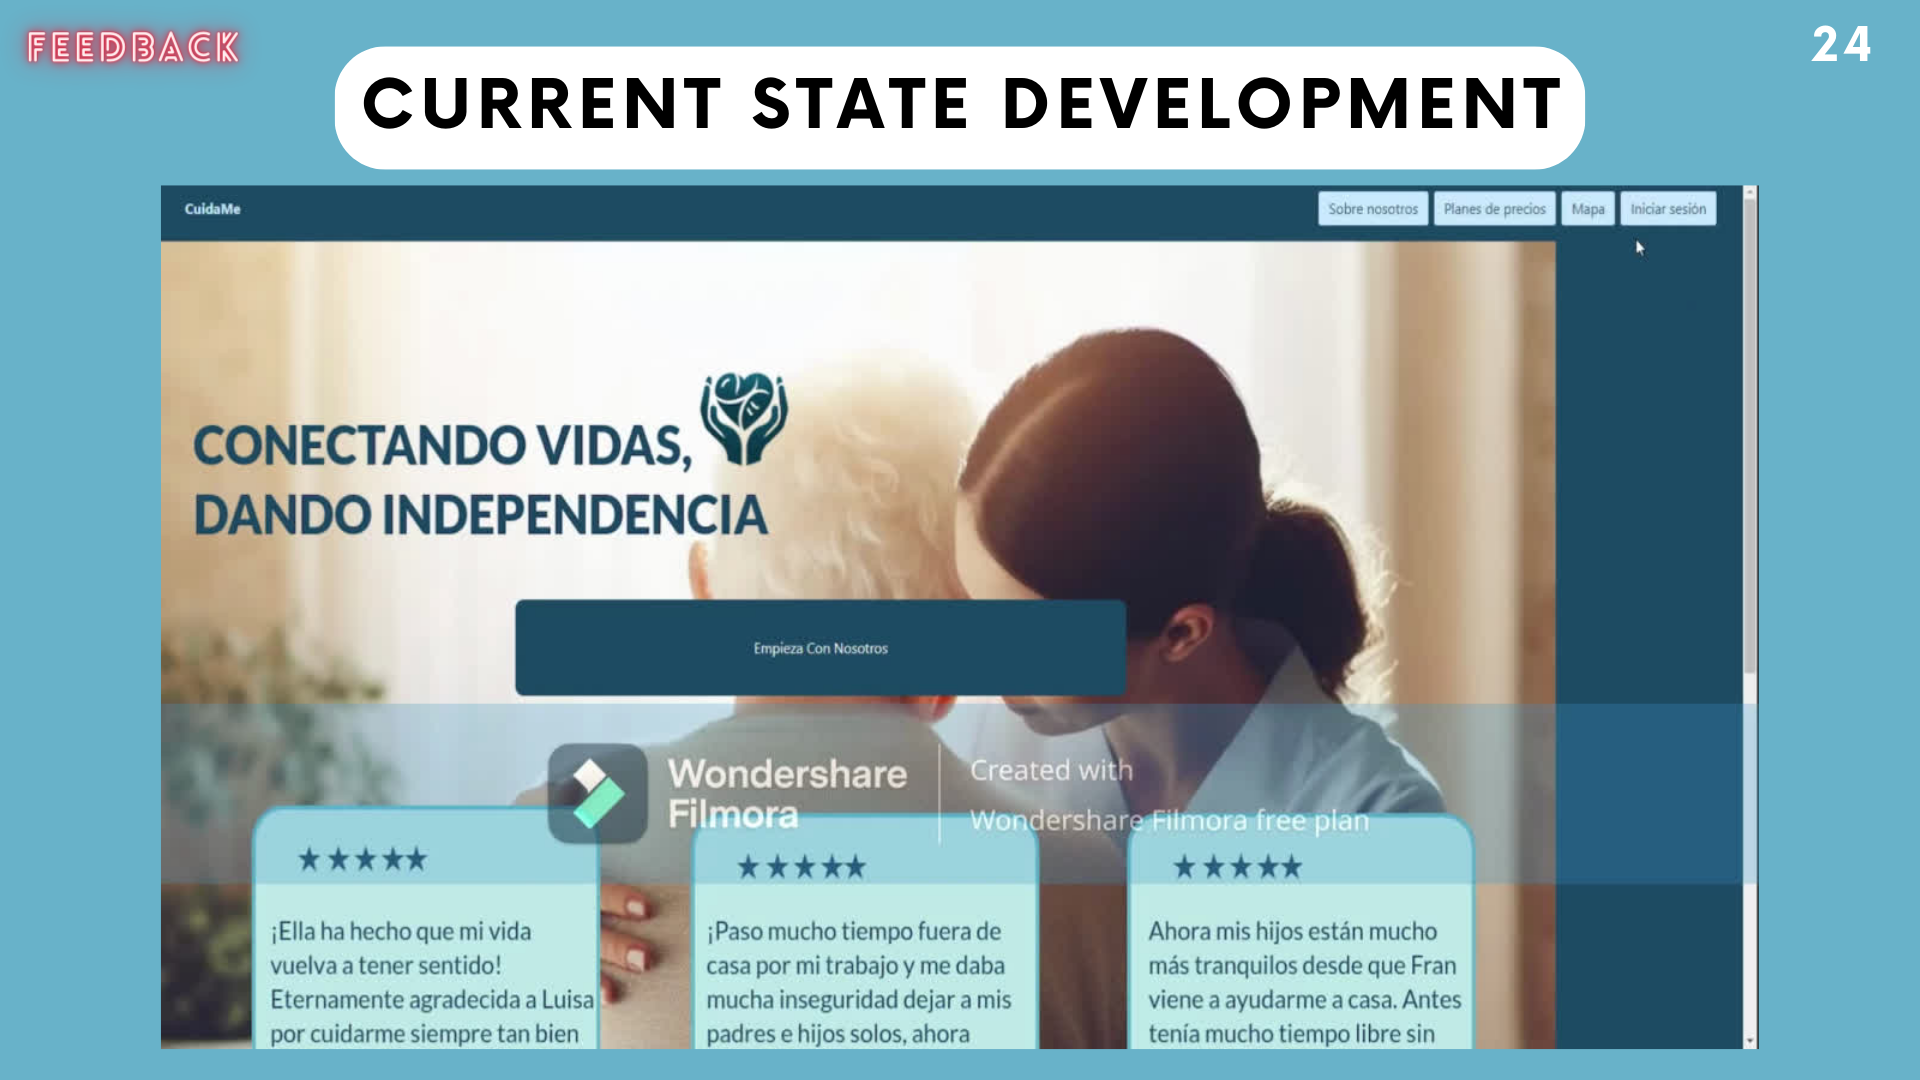 FEEDBACK
24
CURRENT STATE DEVELOPMENT
CuidaMe
Sobre nosotros
Planes de precios
Mapa
Iniciar sesión
CONECTANDO VIDAS,
DANDO INDEPENDENCIA
Empieza Con Nosotros
Wondershare
Filmora
Created with
Wondershare Filmora free plan
★★★★★
¡Ella ha hecho que mi vida
vuelva a tener sentido!
Eternamente agradecida a Luisa
por cuidarme siempre tan bien
★★★★★
¡Paso mucho tiempo fuera de
casa por mi trabajo y me daba
mucha inseguridad dejar a mis
padres e hijos solos, ahora
★★★★★
Ahora mis hijos están mucho
más tranquilos desde que Fran
viene a ayudarme a casa. Antes
tenía mucho tiempo libre sin